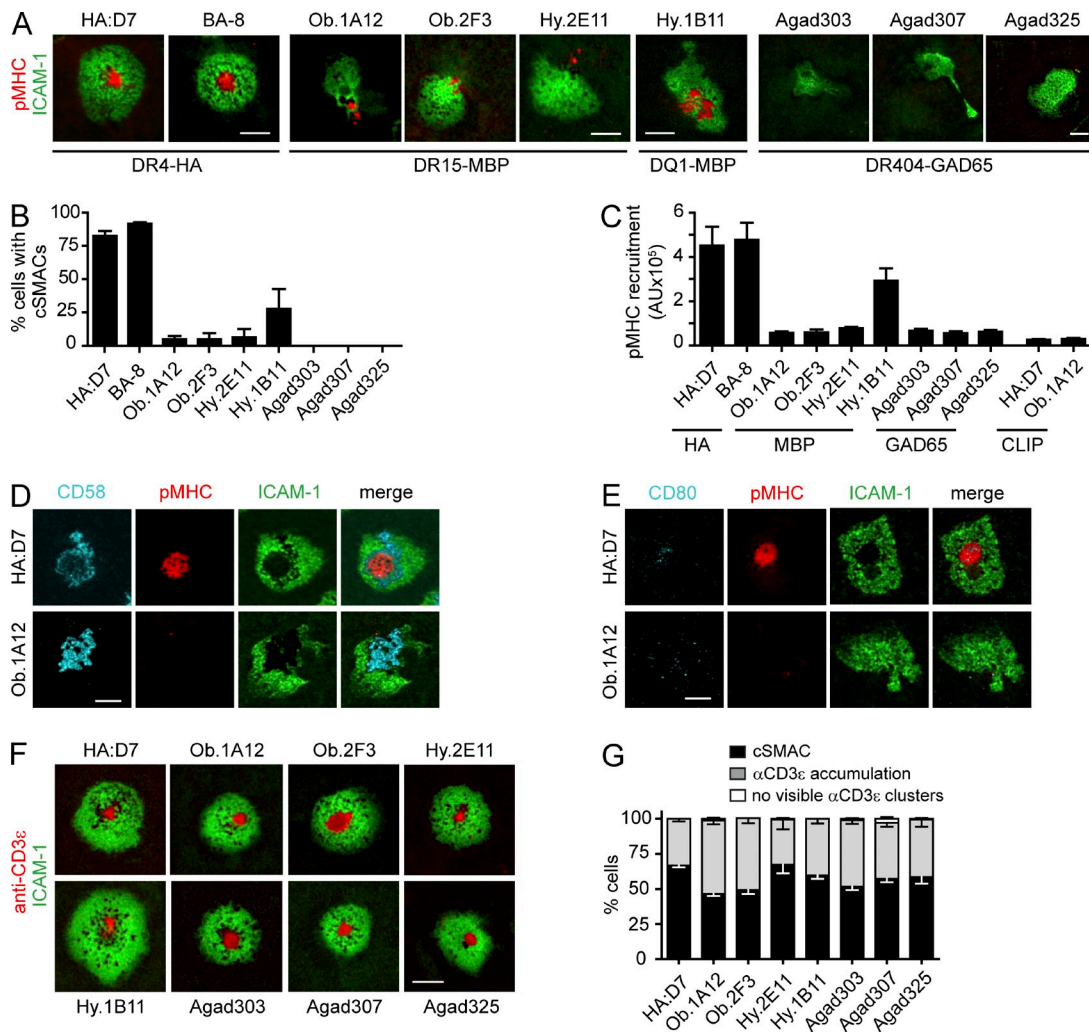 A
HA:D7 BA-8 Ob.1A12 Ob.2F3 Hy.2E11 Hy.1B11 Agad303 Agad307 Agad325
pMHC
ICAM-1
DR4-HA DR15-MBP DQ1-MBP DR404-GAD65
B
% cells with
cSMACs
100
75
25
0
HA:D7 BA-8 Ob.1A12 Ob.2F3 Hy.2E11 Hy.1B11 Agad303 Agad307 Agad325
C
pMHC recruitment
(AUx10⁵)
6
4
2
0
HA:D7 BA-8 Ob.1A12 Ob.2F3 Hy.2E11 Hy.1B11 Agad303 Agad307 Agad325 HA:D7 Ob.1A12
HA MBP GAD65 CLIP
D
CD58 pMHC ICAM-1 merge
HA:D7
Ob.1A12
E
CD80 pMHC ICAM-1 merge
HA:D7
Ob.1A12
F
HA:D7 Ob.1A12 Ob.2F3 Hy.2E11
anti-CD3ε
ICAM-1
Hy.1B11 Agad303 Agad307 Agad325
G
cSMAC
αCD3ε accumulation
no visible αCD3ε clusters
% cells
100
75
50
25
0
HA:D7 Ob.1A12 Ob.2F3 Hy.2E11 Hy.1B11 Agad303 Agad307 Agad325